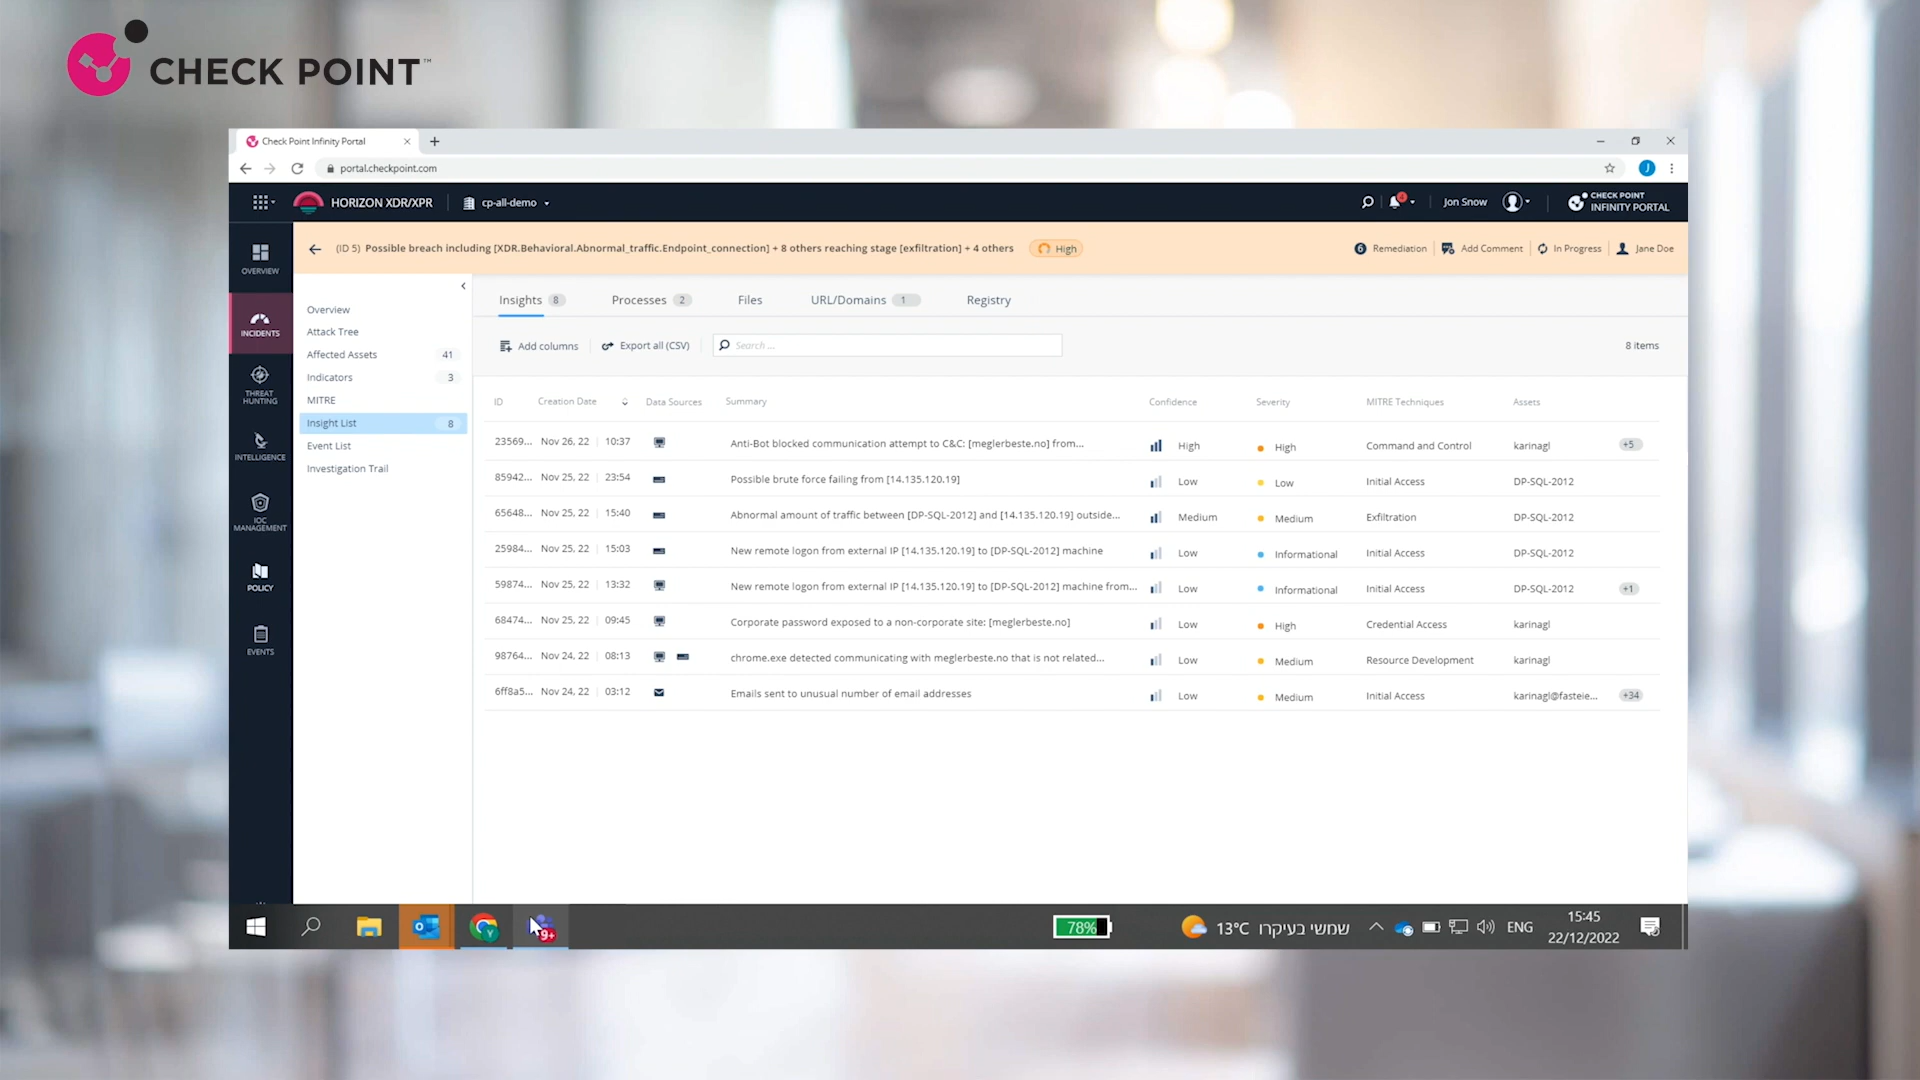 CHECK POINT™
Check Point Infinity Portal
portal.checkpoint.com
J
HORIZON XDR/XPR
cp-all-demo
4
Jon Snow
CHECK POINT
INFINITY PORTAL
(ID 5) Possible breach including [XDR.Behavioral.Abnormal_traffic.Endpoint_connection] + 8 others reaching stage [exfiltration] + 4 others
High
6 Remediation
Add Comment
In Progress
Jane Doe
OVERVIEW
INCIDENTS
THREAT
HUNTING
INTELLIGENCE
IOC
MANAGEMENT
POLICY
EVENTS
Overview
Attack Tree
Affected Assets 41
Indicators 3
MITRE
Insight List 8
Event List
Investigation Trail
Insights 8 Processes 2 Files URL/Domains 1 Registry
Add columns Export all (CSV) Search ... 8 items
ID Creation Date Data Sources Summary Confidence Severity MITRE Techniques Assets
23569... Nov 26, 22 10:37 Anti-Bot blocked communication attempt to C&C: [meglerbeste.no] from... High High Command and Control karinagl +5
85942... Nov 25, 22 23:54 Possible brute force failing from [14.135.120.19] Low Low Initial Access DP-SQL-2012
65648... Nov 25, 22 15:40 Abnormal amount of traffic between [DP-SQL-2012] and [14.135.120.19] outside... Medium Medium Exfiltration DP-SQL-2012
25984... Nov 25, 22 15:03 New remote logon from external IP [14.135.120.19] to [DP-SQL-2012] machine Low Informational Initial Access DP-SQL-2012
59874... Nov 25, 22 13:32 New remote logon from external IP [14.135.120.19] to [DP-SQL-2012] machine from... Low Informational Initial Access DP-SQL-2012 +1
68474... Nov 25, 22 09:45 Corporate password exposed to a non-corporate site: [meglerbeste.no] Low High Credential Access karinagl
98764... Nov 24, 22 08:13 chrome.exe detected communicating with meglerbeste.no that is not related... Low Medium Resource Development karinagl
6ff8a5... Nov 24, 22 03:12 Emails sent to unusual number of email addresses Low Medium Initial Access karinagl@fasteie... +34
Y
9+
78%
13°C שמשי בעיקרו
ENG
15:45
22/12/2022